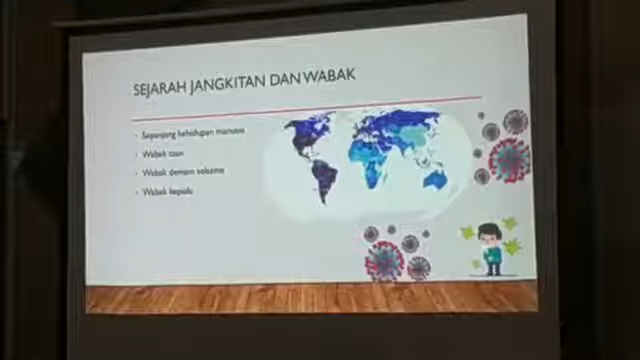 SEJARAH JANGKITAN DAN WABAK
Sepanjang kehidupan manusia
Wabak taun
Wabak demam selsema
Wabak kepialu